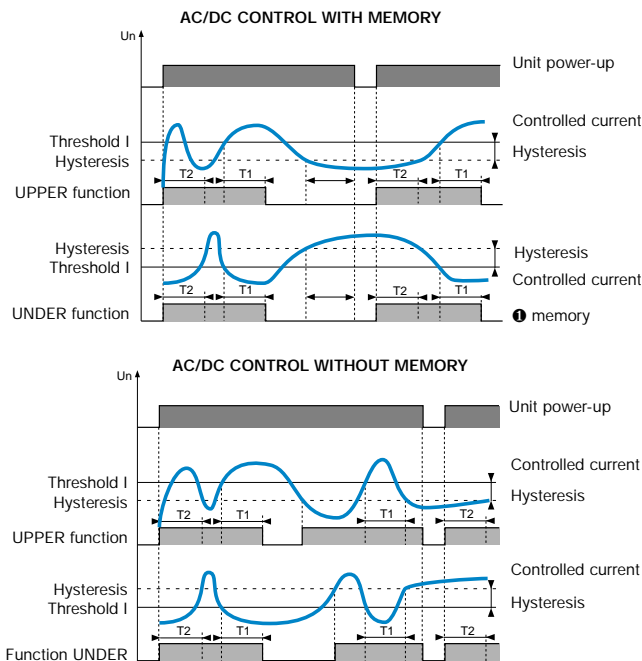 AC/DC CONTROL WITH MEMORY
Un
Unit power-up
Controlled current
Threshold I
Hysteresis
Hysteresis
T2
T1
T2
T1
UPPER function
Hysteresis
Hysteresis
Threshold I
Controlled current
T2
T1
T2
T1
UNDER function
❶ memory
AC/DC CONTROL WITHOUT MEMORY
Un
Unit power-up
Controlled current
Threshold I
Hysteresis
Hysteresis
T2
T1
T1
T2
UPPER function
Controlled current
Hysteresis
Hysteresis
Threshold I
T2
T1
T1
T2
Function UNDER